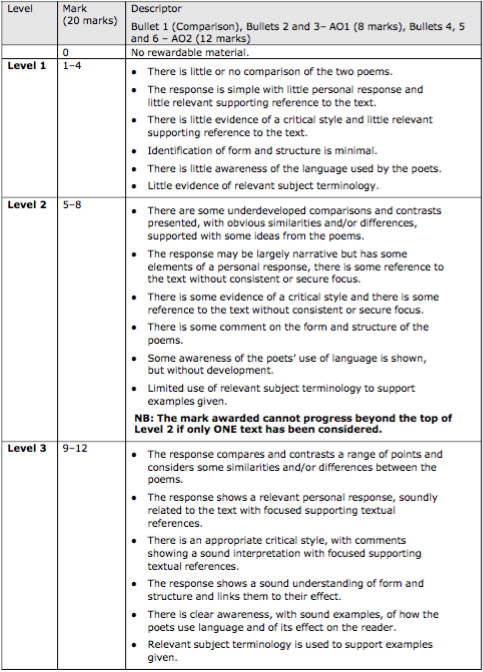 Level Mark Descriptor
(20 marks)
Bullet 1 (Comparison), Bullets 2 and 3– AO1 (8 marks), Bullets 4, 5
and 6 – AO2 (12 marks)
0 No rewardable material.
Level 1 1–4
• There is little or no comparison of the two poems.
• The response is simple with little personal response and
little relevant supporting reference to the text.
• There is little evidence of a critical style and little relevant
supporting reference to the text.
• Identification of form and structure is minimal.
• There is little awareness of the language used by the poets.
• Little evidence of relevant subject terminology.
Level 2 5–8
• There are some underdeveloped comparisons and contrasts
presented, with obvious similarities and/or differences,
supported with some ideas from the poems.
• The response may be largely narrative but has some
elements of a personal response, there is some reference to
the text without consistent or secure focus.
• There is some evidence of a critical style and there is some
reference to the text without consistent or secure focus.
• There is some comment on the form and structure of the
poems.
• Some awareness of the poets' use of language is shown,
but without development.
• Limited use of relevant subject terminology to support
examples given.
NB: The mark awarded cannot progress beyond the top of
Level 2 if only ONE text has been considered.
Level 3 9–12
• The response compares and contrasts a range of points and
considers some similarities and/or differences between the
poems.
• The response shows a relevant personal response, soundly
related to the text with focused supporting textual
references.
• There is an appropriate critical style, with comments
showing a sound interpretation with focused supporting
textual references.
• The response shows a sound understanding of form and
structure and links them to their effect.
• There is clear awareness, with sound examples, of how the
poets use language and of its effect on the reader.
• Relevant subject terminology is used to support examples
given.